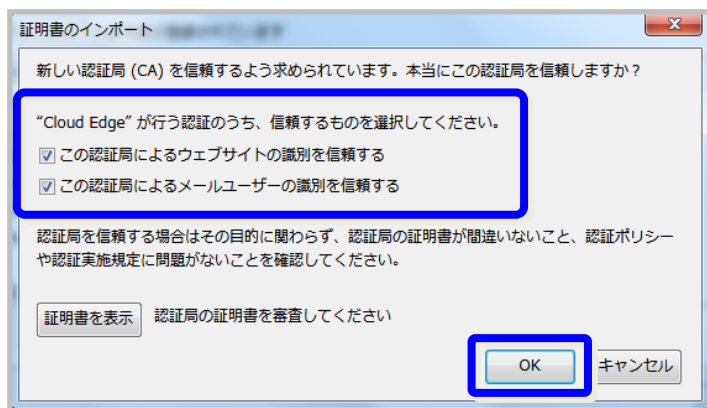 証明書のインポート
新しい認証局 (CA) を信頼するよう求められています。本当にこの認証局を信頼しますか？
“Cloud Edge” が行う認証のうち、信頼するものを選択してください。
この認証局によるウェブサイトの識別を信頼する
この認証局によるメールユーザーの識別を信頼する
認証局を信頼する場合はその目的に関わらず、認証局の証明書が間違いないこと、認証ポリシー
や認証実施規定に問題がないことを確認してください。
証明書を表示 認証局の証明書を審査してください
OK キャンセル